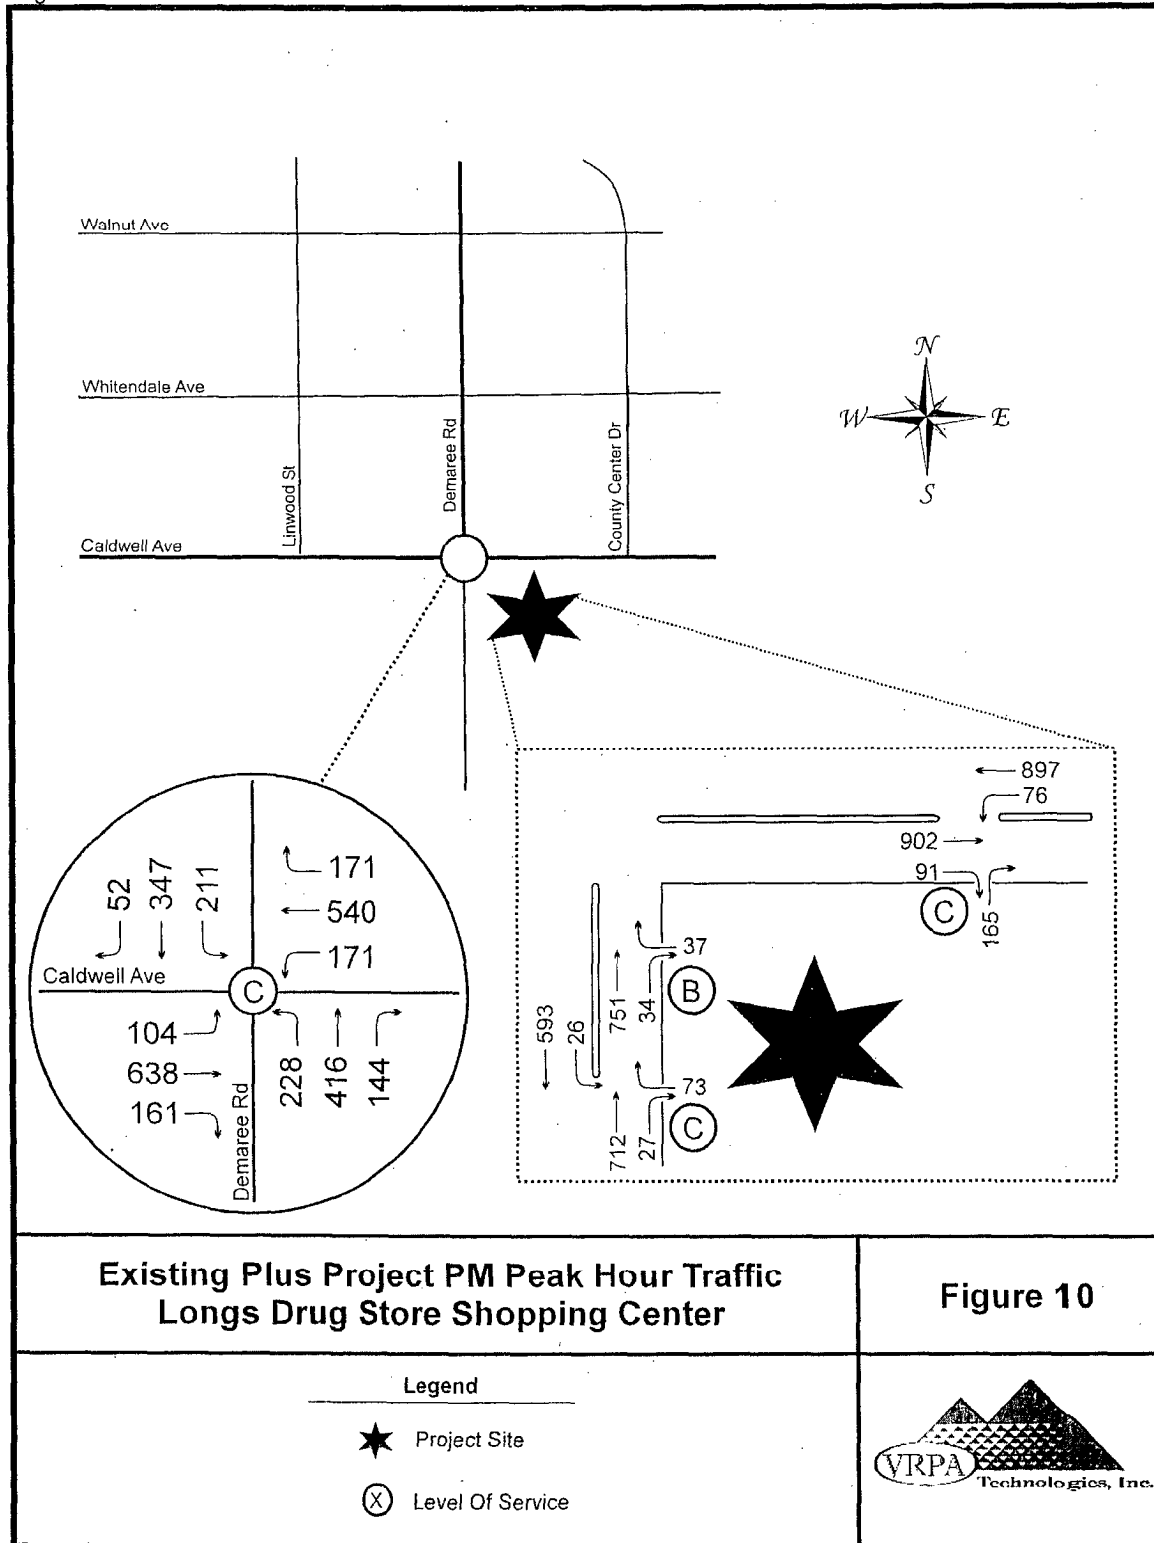 Walnut Ave
Whitendale Ave
Caldwell Ave
Linwood St
Demaree Rd
County Center Dr
N
W
E
S
52
347
211
171
540
171
Caldwell Ave
C
104
638
161
228
416
144
Demaree Rd
897
76
902
91
165
C
37
B
751
34
593
26
73
C
712
27
Existing Plus Project PM Peak Hour Traffic
Longs Drug Store Shopping Center
Figure 10
Legend
Project Site
X
Level Of Service
VRPA
Technologies, Inc.